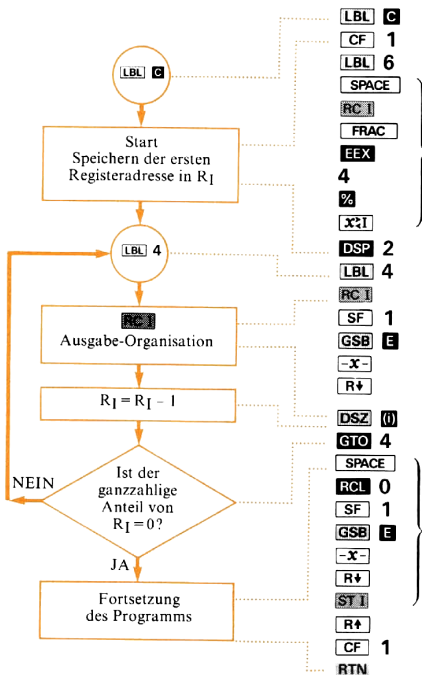 LBL C
Start
Speichern der ersten
Registeradresse in RI
LBL 4
RC I
Ausgabe-Organisation
RI = RI − 1
NEIN
Ist der
ganzzahlige
Anteil von
RI = 0?
JA
Fortsetzung
des Programms
LBL C
CF 1
LBL 6
SPACE
RC I
FRAC
EEX
4
%
x⇄I
DSP 2
LBL 4
RC I
SF 1
GSB E
-x-
R↓
DSZ (i)
GTO 4
SPACE
RCL 0
SF 1
GSB E
-x-
R↓
ST I
R↑
CF 1
RTN